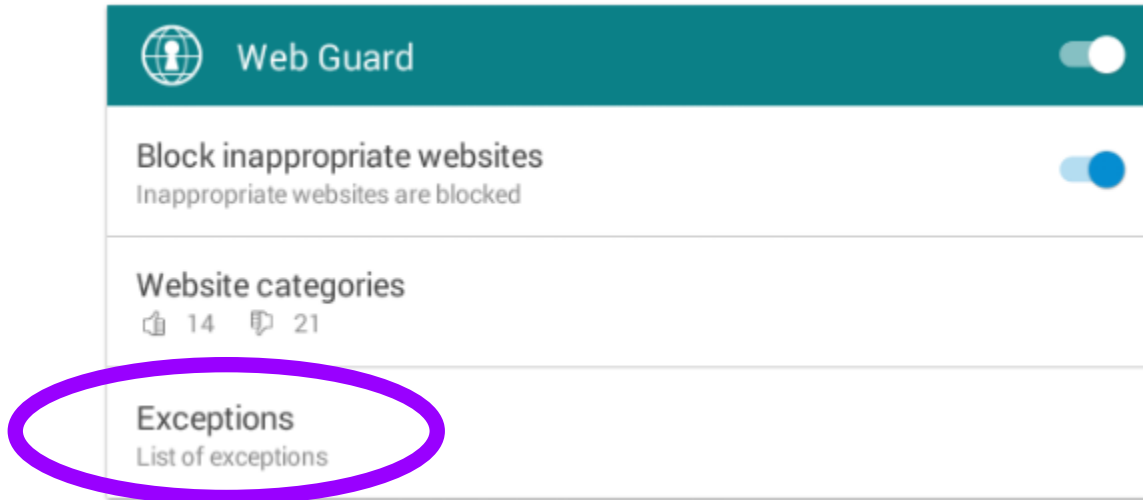 Web Guard
Block inappropriate websites
Inappropriate websites are blocked
Website categories
14 21
Exceptions
List of exceptions